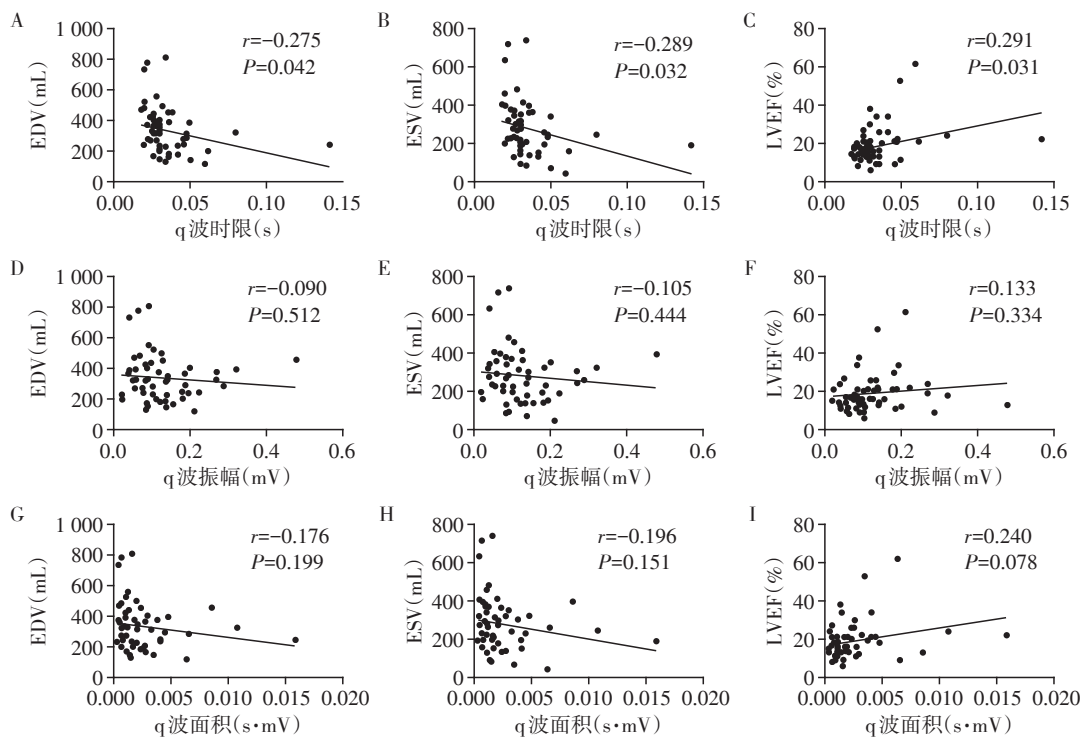 A
1 000
800
600
400
200
0
EDV(mL)
r=−0.275
P=0.042
0.00
0.05
0.10
0.15
q波时限(s)
B
800
600
400
200
0
ESV(mL)
r=−0.289
P=0.032
0.00
0.05
0.10
0.15
q波时限(s)
C
80
60
40
20
0
LVEF(%)
r=0.291
P=0.031
0.00
0.05
0.10
0.15
q波时限(s)
D
1 000
800
600
400
200
0
EDV(mL)
r=−0.090
P=0.512
0.0
0.2
0.4
0.6
q波振幅(mV)
E
800
600
400
200
0
ESV(mL)
r=−0.105
P=0.444
0.0
0.2
0.4
0.6
q波振幅(mV)
F
80
60
40
20
0
LVEF(%)
r=0.133
P=0.334
0.0
0.2
0.4
0.6
q波振幅(mV)
G
1 000
800
600
400
200
0
EDV(mL)
r=−0.176
P=0.199
0.000
0.005
0.010
0.015
0.020
q波面积(s·mV)
H
800
600
400
200
0
ESV(mL)
r=−0.196
P=0.151
0.000
0.005
0.010
0.015
0.020
q波面积(s·mV)
I
80
60
40
20
0
LVEF(%)
r=0.240
P=0.078
0.000
0.005
0.010
0.015
0.020
q波面积(s·mV)